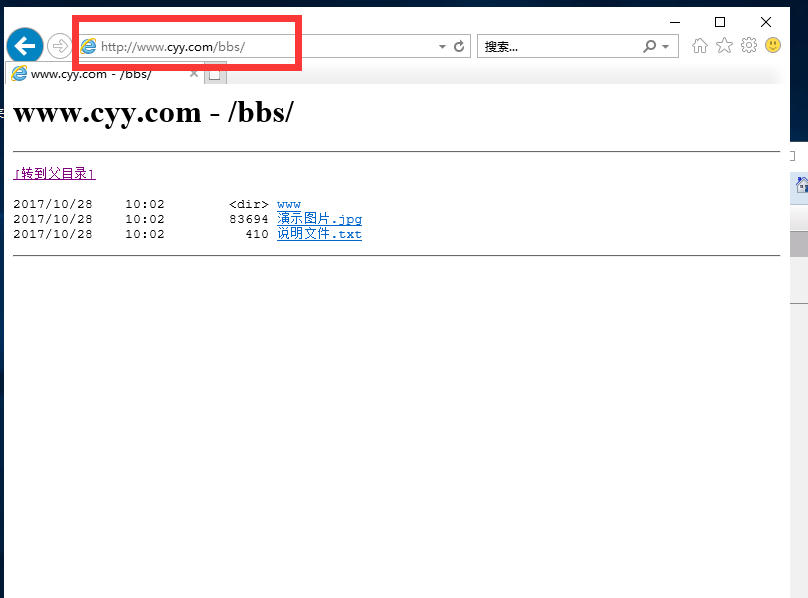 http://www.cyy.com/bbs/
搜索...
www.cyy.com - /bbs/
www.cyy.com - /bbs/
[转到父目录]
2017/10/28 10:02 <dir> www
2017/10/28 10:02 83694 演示图片.jpg
2017/10/28 10:02 410 说明文件.txt